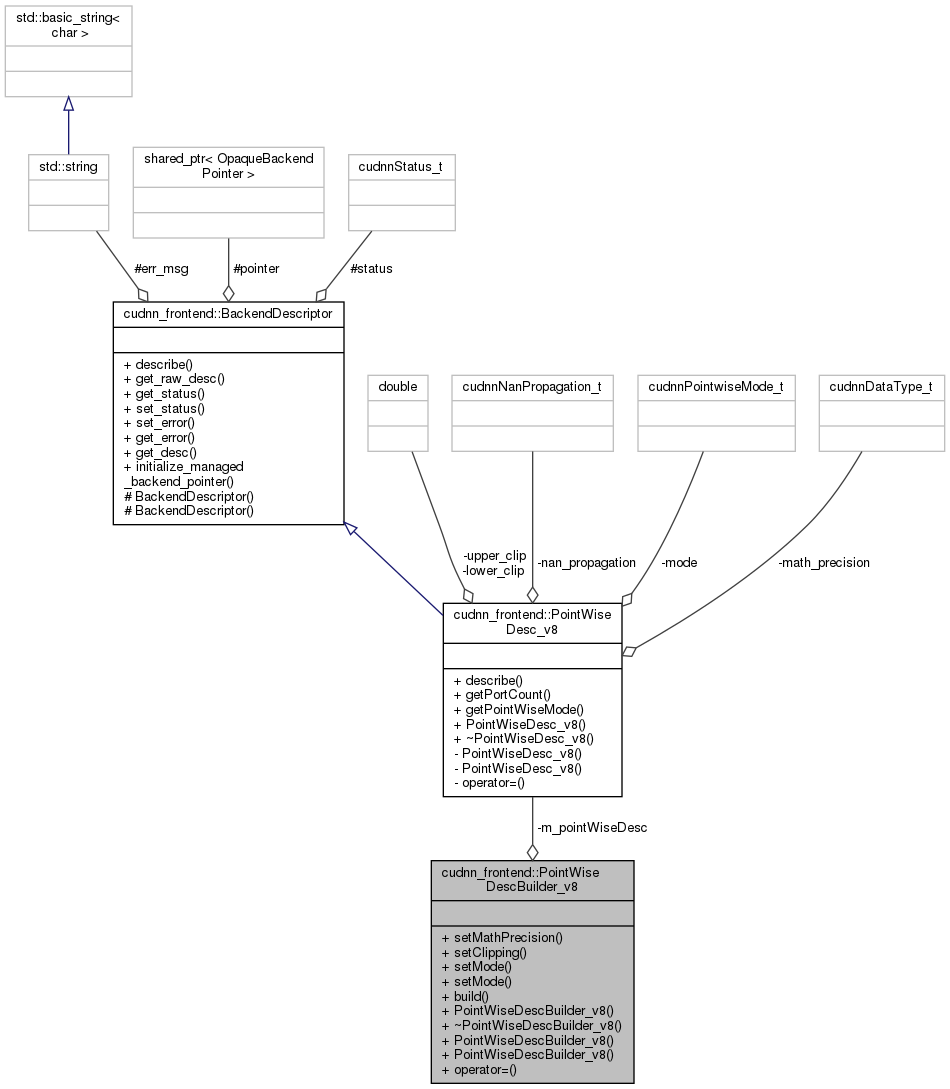 std::basic_string<
char >
std::string
shared_ptr< OpaqueBackend
Pointer >
cudnnStatus_t
#err_msg
#pointer
#status
cudnn_frontend::BackendDescriptor
+ describe()
+ get_raw_desc()
+ get_status()
+ set_status()
+ set_error()
+ get_error()
+ get_desc()
+ initialize_managed
_backend_pointer()
# BackendDescriptor()
# BackendDescriptor()
double
cudnnNanPropagation_t
cudnnPointwiseMode_t
cudnnDataType_t
-upper_clip
-lower_clip
-nan_propagation
-mode
-math_precision
cudnn_frontend::PointWise
Desc_v8
+ describe()
+ getPortCount()
+ getPointWiseMode()
+ PointWiseDesc_v8()
+ ~PointWiseDesc_v8()
- PointWiseDesc_v8()
- PointWiseDesc_v8()
- operator=()
-m_pointWiseDesc
cudnn_frontend::PointWise
DescBuilder_v8
+ setMathPrecision()
+ setClipping()
+ setMode()
+ setMode()
+ build()
+ PointWiseDescBuilder_v8()
+ ~PointWiseDescBuilder_v8()
+ PointWiseDescBuilder_v8()
+ PointWiseDescBuilder_v8()
+ operator=()